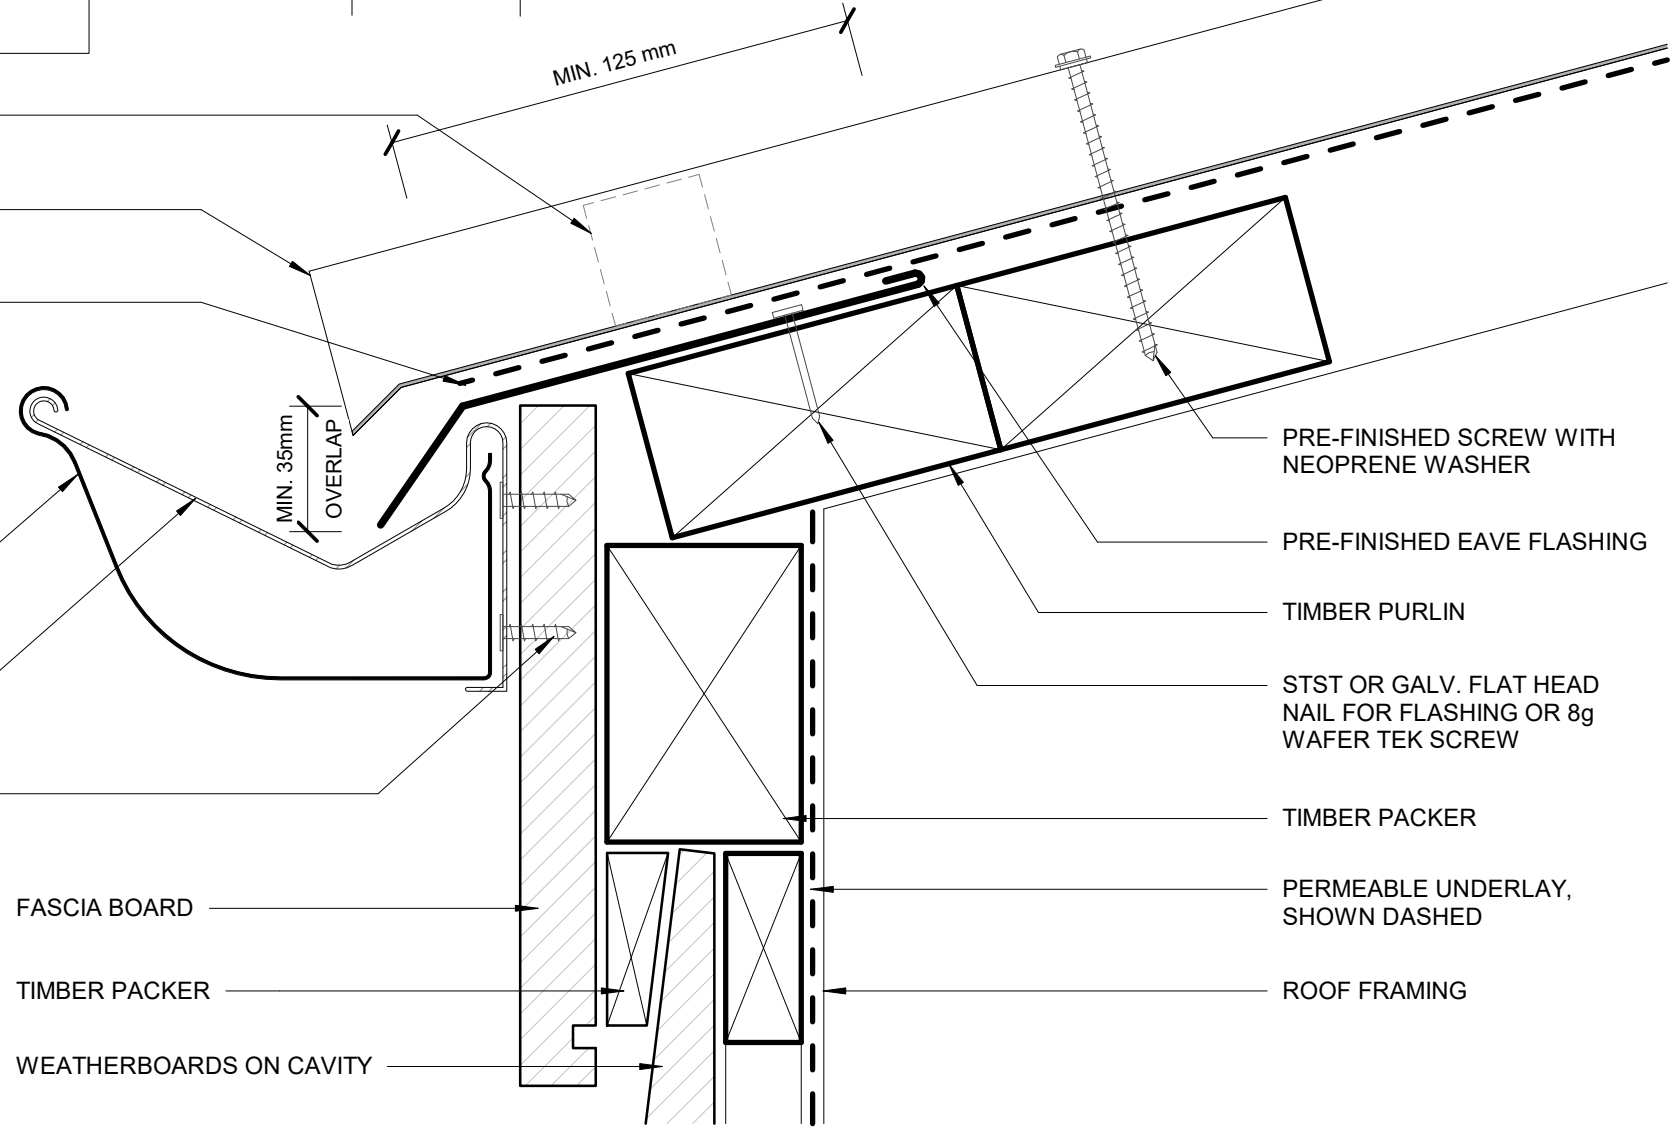 MIN. 125 mm
MIN. 35mm
OVERLAP
PRE-FINISHED SCREW WITH
NEOPRENE WASHER
PRE-FINISHED EAVE FLASHING
TIMBER PURLIN
STST OR GALV. FLAT HEAD
NAIL FOR FLASHING OR 8g
WAFER TEK SCREW
TIMBER PACKER
PERMEABLE UNDERLAY,
SHOWN DASHED
ROOF FRAMING
FASCIA BOARD
TIMBER PACKER
WEATHERBOARDS ON CAVITY